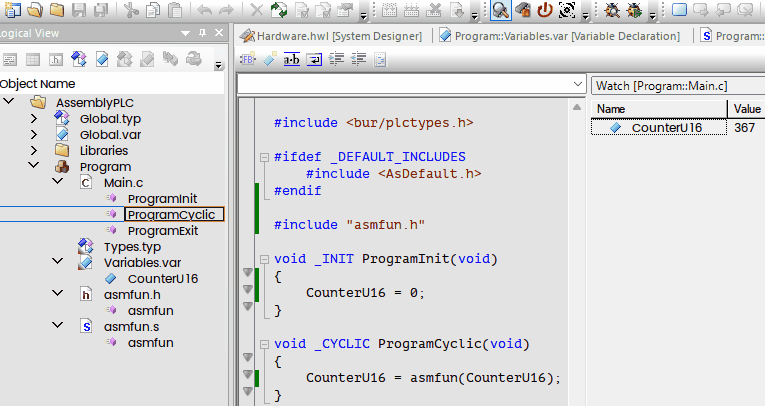 Logical View
Hardware.hwl [System Designer]
Program::Variables.var [Variable Declaration]
Program:
Object Name
AssemblyPLC
Global.typ
Global.var
Libraries
Program
Main.c
ProgramInit
ProgramCyclic
ProgramExit
Types.typ
Variables.var
CounterU16
asmfun.h
asmfun
asmfun.s
asmfun
#include <bur/plctypes.h>
#ifdef _DEFAULT_INCLUDES
#include <AsDefault.h>
#endif
#include "asmfun.h"
void _INIT ProgramInit(void)
{
CounterU16 = 0;
}
void _CYCLIC ProgramCyclic(void)
{
CounterU16 = asmfun(CounterU16);
}
Watch [Program::Main.c]
Name Value
CounterU16 367